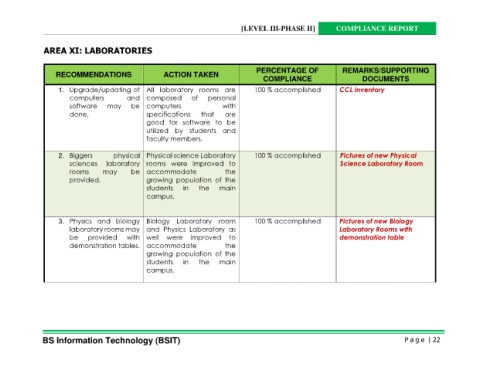 [LEVEL III-PHASE II] COMPLIANCE REPORT
AREA XI: LABORATORIES
RECOMMENDATIONS ACTION TAKEN PERCENTAGE OF COMPLIANCE REMARKS/SUPPORTING DOCUMENTS
1. Upgrade/updating of
computers and
software may be
done.
All laboratory rooms are
composed of personal
computers with
specifications that are
good for software to be
utilized by students and
faculty members.
100 % accomplished
CCL Inventory
2. Biggers physical
sciences laboratory
rooms may be
provided.
Physical science Laboratory
rooms were improved to
accommodate the
growing population of the
students in the main
campus.
100 % accomplished
Pictures of new Physical
Science Laboratory Room
3. Physics and biology
laboratory rooms may
be provided with
demonstration tables.
Biology Laboratory room
and Physics Laboratory as
well were improved to
accommodate the
growing population of the
students in the main
campus.
100 % accomplished
Pictures of new Biology
Laboratory Rooms with
demonstration table
BS Information Technology (BSIT) Page | 22